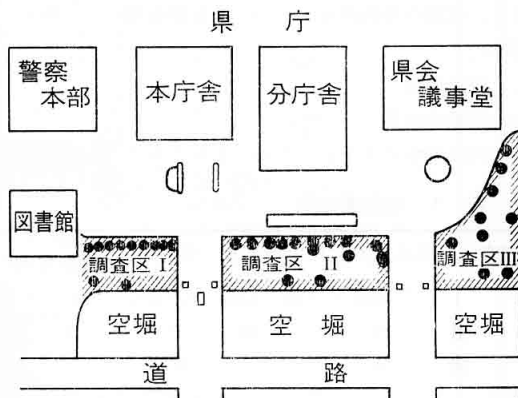 県庁
警察
本部
本庁舎
分庁舎
県会
議事堂
図書館
調査区 I
調査区 II
調査区III
空堀
空堀
空堀
道路